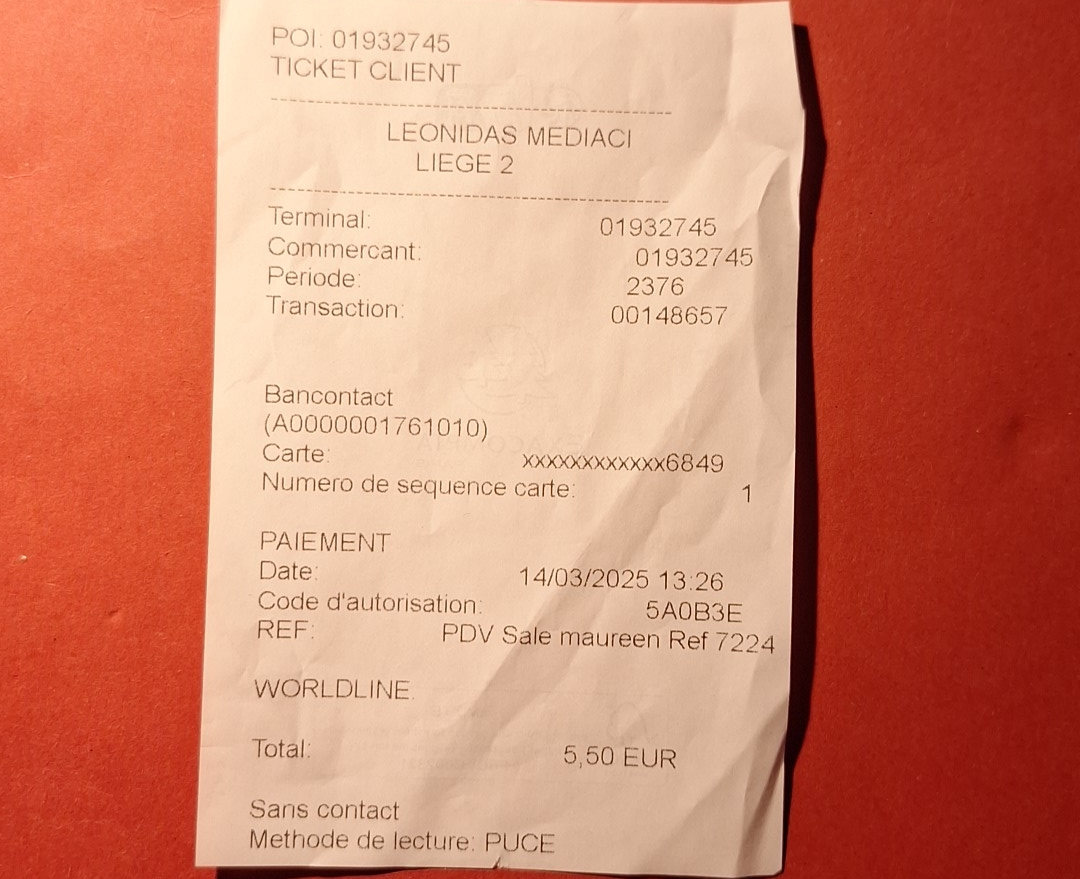 POI: 01932745
TICKET CLIENT
LEONIDAS MEDIACI
LIEGE 2
Terminal: 01932745
Commercant: 01932745
Periode: 2376
Transaction: 00148657
Bancontact
(A0000001761010)
Carte: xxxxxxxxxxxxx6849
Numero de sequence carte: 1
PAIEMENT
Date: 14/03/2025 13:26
Code d'autorisation: 5A0B3E
REF: PDV Sale maureen Ref 7224
WORLDLINE
Total: 5,50 EUR
Sans contact
Methode de lecture: PUCE